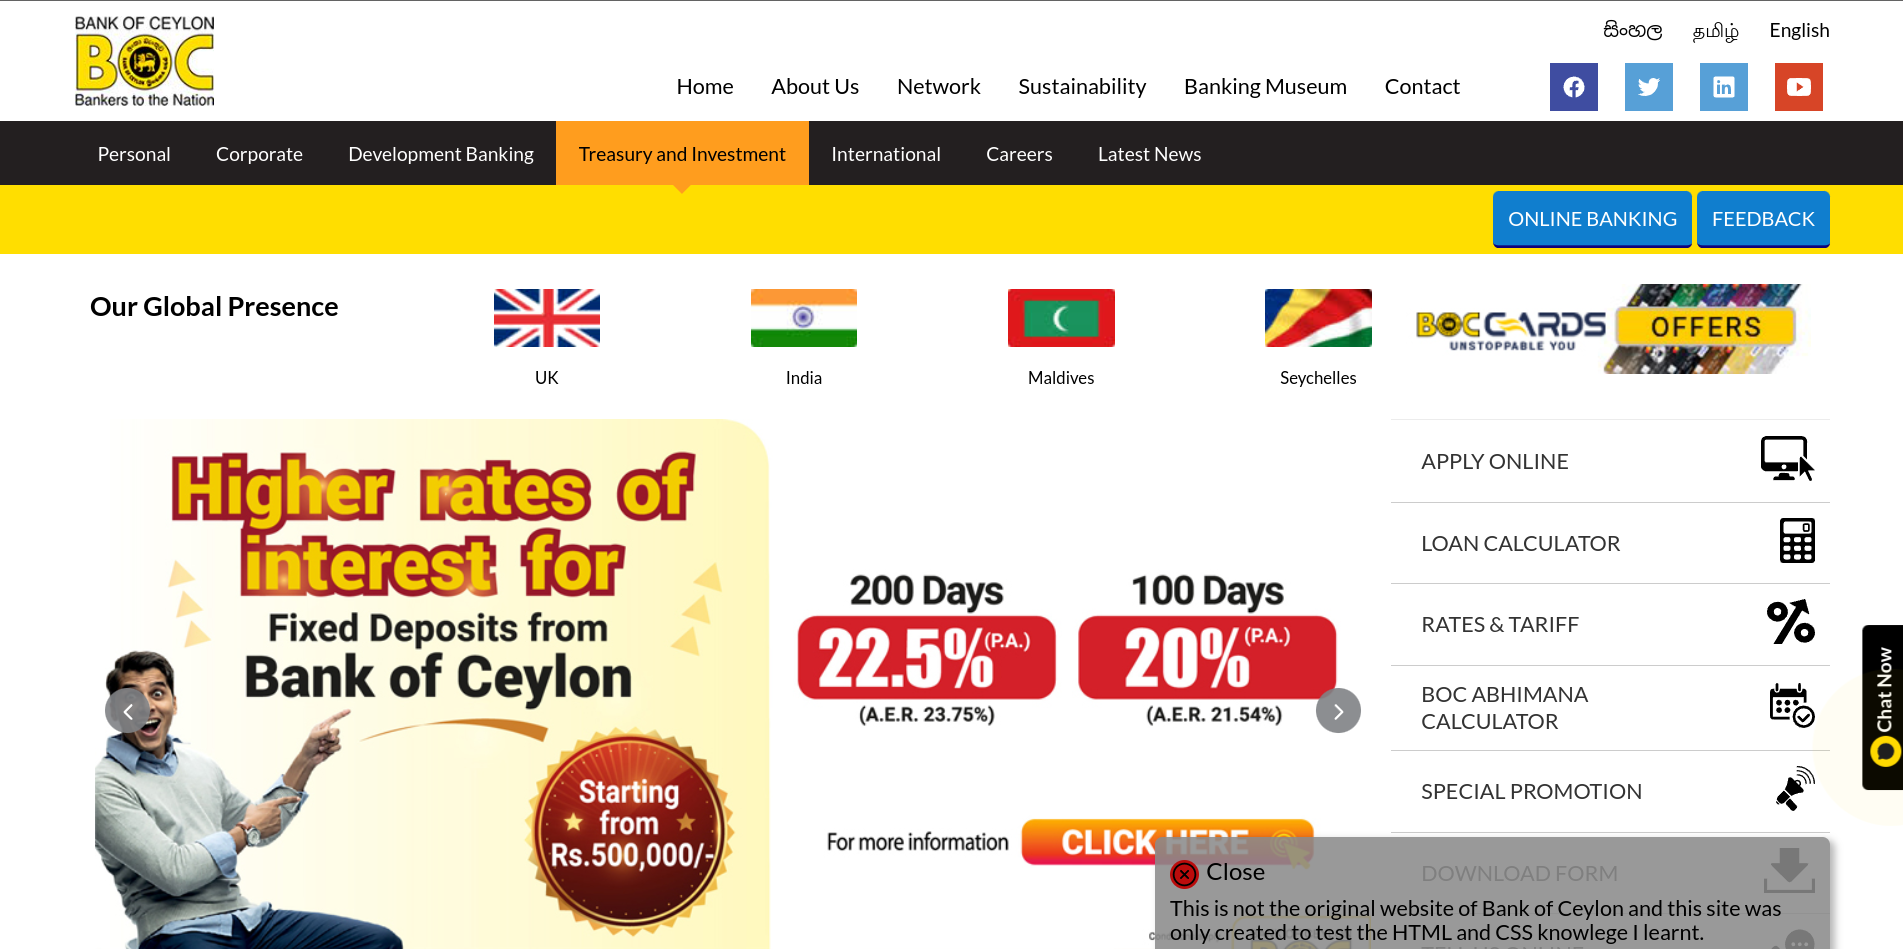 BANK OF CEYLON
BOC
Bankers to the Nation
සිංහල தமிழ் English
Home About Us Network Sustainability Banking Museum Contact
Personal Corporate Development Banking Treasury and Investment International Careers Latest News
ONLINE BANKING FEEDBACK
Our Global Presence
UK India Maldives Seychelles
BOC CARDS
UNSTOPPABLE YOU
OFFERS
Higher rates of
interest for
Fixed Deposits from
Bank of Ceylon
Starting
from
Rs.500,000/-
200 Days
22.5% (P.A.)
(A.E.R. 23.75%)
100 Days
20% (P.A.)
(A.E.R. 21.54%)
For more information CLICK HERE
APPLY ONLINE
LOAN CALCULATOR
RATES & TARIFF
BOC ABHIMANA
CALCULATOR
SPECIAL PROMOTION
DOWNLOAD FORM
Chat Now
Close
This is not the original website of Bank of Ceylon and this site was
only created to test the HTML and CSS knowlege I learnt.